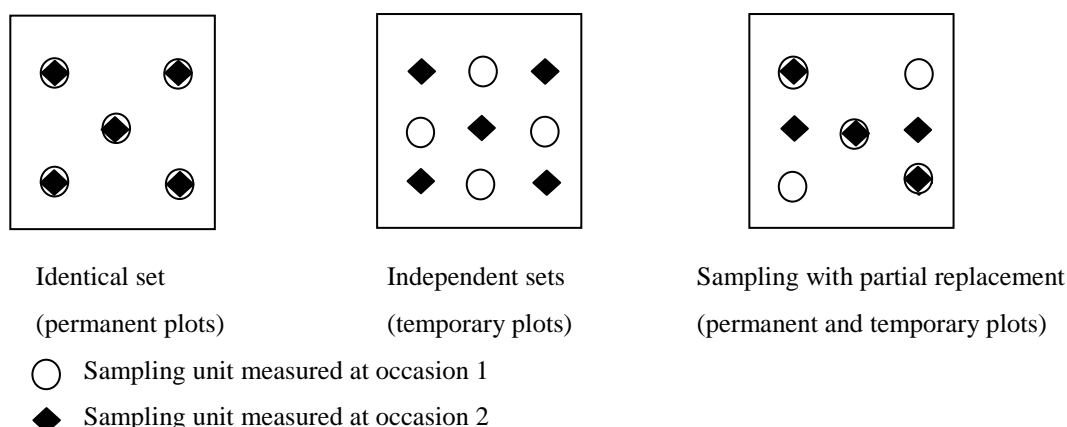 Identical set
Independent sets
Sampling with partial replacement
(permanent plots)
(temporary plots)
(permanent and temporary plots)
Sampling unit measured at occasion 1
Sampling unit measured at occasion 2